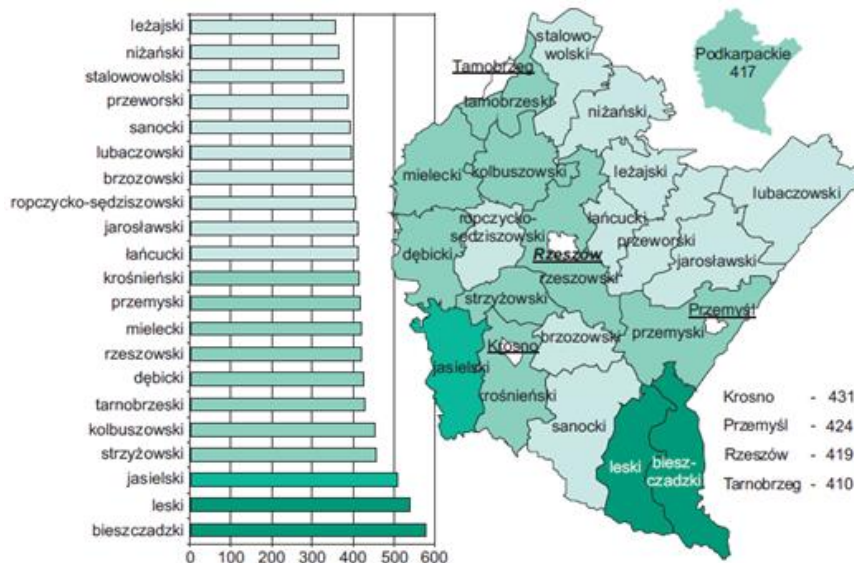 leżajski
niżański
stalowowolski
przeworski
sanocki
lubaczowski
brzozowski
ropczycko-sędziszowski
jarosławski
łańcucki
krośnieński
przemyski
mielecki
rzeszowski
dębicki
tarnobrzeski
kolbuszowski
strzyżowski
jasielski
leski
bieszczadzki
0 100 200 300 400 500 600
stalowo-
wolski
Tarnobrzeg
tarnobrzeski
niżański
mielecki
kolbuszowski
leżajski
lubaczowski
ropczycko-
sędziszowski
łańcucki
przeworski
jarosławski
dębicki
Rzeszów
rzeszowski
strzyżowski
Przemyśl
przemyski
Krosno
brzozowski
jasielski
krośnieński
sanocki
leski
biesz-
czadzki
Podkarpackie
417
Krosno - 431
Przemyśl - 424
Rzeszów - 419
Tarnobrzeg - 410